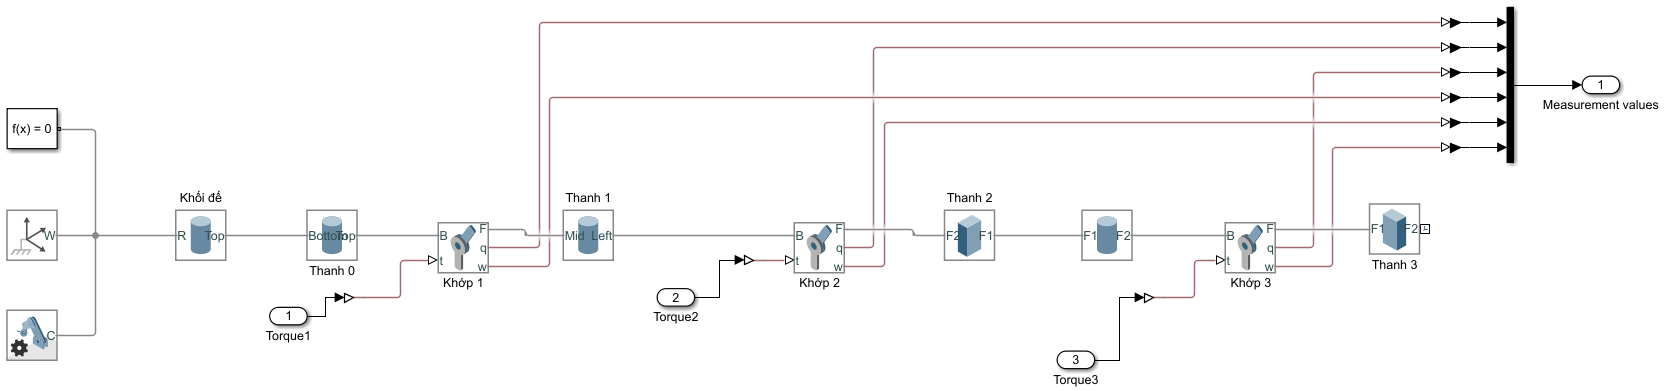 1
Measurement values
f(x) = 0
Khối đế
Thanh 1
Thanh 2
W
R
Top
Bottom
Top
B
F
q
t
w
Mid
Left
B
F
q
t
w
F2
F1
F1
F2
B
F
q
t
w
F1
F2
Thanh 0
Khớp 1
Khớp 2
Khớp 3
Thanh 3
1
Torque1
2
Torque2
C
3
Torque3